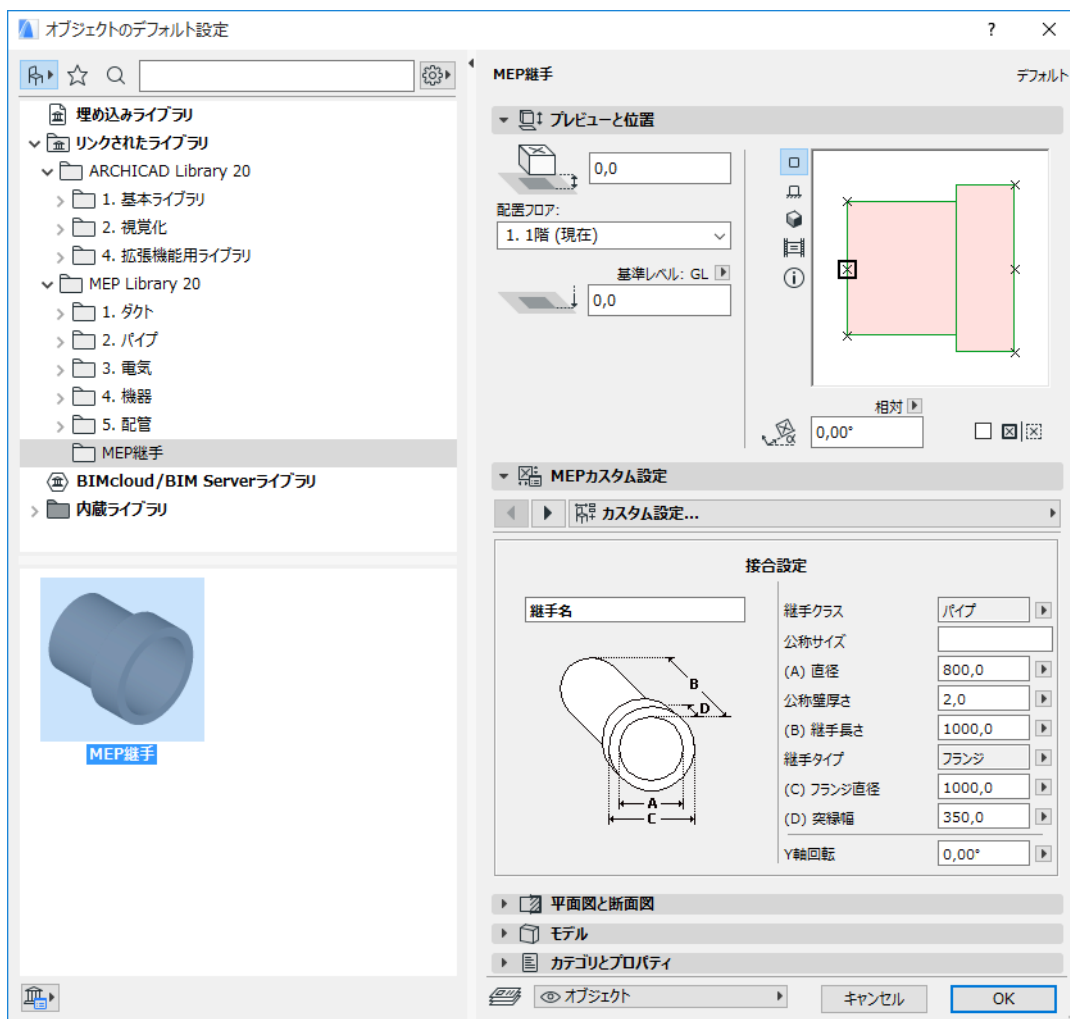 オブジェクトのデフォルト設定
?
埋め込みライブラリ
リンクされたライブラリ
ARCHICAD Library 20
1. 基本ライブラリ
2. 視覚化
4. 拡張機能用ライブラリ
MEP Library 20
1. ダクト
2. パイプ
3. 電気
4. 機器
5. 配管
MEP継手
BIMcloud/BIM Serverライブラリ
内蔵ライブラリ
MEP継手
MEP継手
デフォルト
プレビューと位置
0,0
配置フロア:
1. 1階 (現在)
基準レベル: GL
0,0
相対
α
0,00°
MEPカスタム設定
カスタム設定...
接合設定
継手名
B
D
A
C
継手クラス パイプ
公称サイズ
(A) 直径 800,0
公称壁厚さ 2,0
(B) 継手長さ 1000,0
継手タイプ フランジ
(C) フランジ直径 1000,0
(D) 突縁幅 350,0
Y軸回転 0,00°
平面図と断面図
モデル
カテゴリとプロパティ
オブジェクト
キャンセル
OK